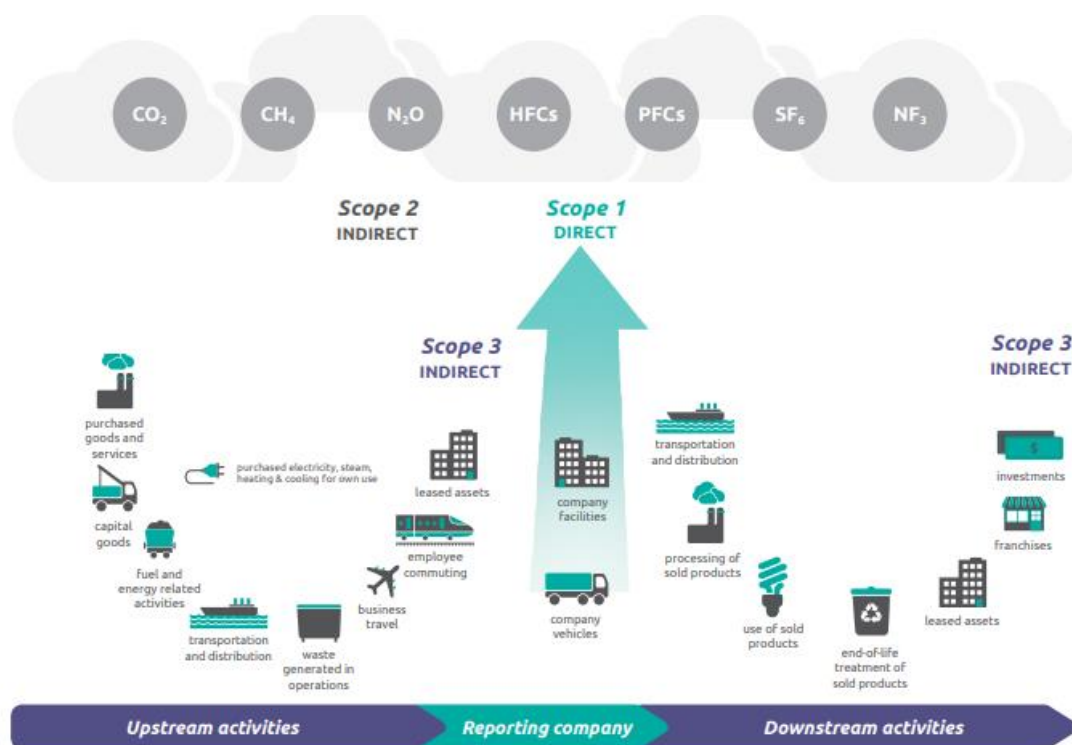 CO₂ CH₄ N₂O HFCs PFCs SF₆ NF₃
Scope 2
INDIRECT
Scope 1
DIRECT
Scope 3
INDIRECT
Scope 3
INDIRECT
purchased
goods and
services
capital
goods
fuel and
energy related
activities
purchased electricity, steam,
heating & cooling for own use
transportation
and distribution
waste
generated in
operations
business
travel
employee
commuting
leased assets
company
facilities
company
vehicles
transportation
and distribution
processing of
sold products
use of sold
products
end-of-life
treatment of
sold products
leased assets
$
investments
franchises
Upstream activities
Reporting company
Downstream activities